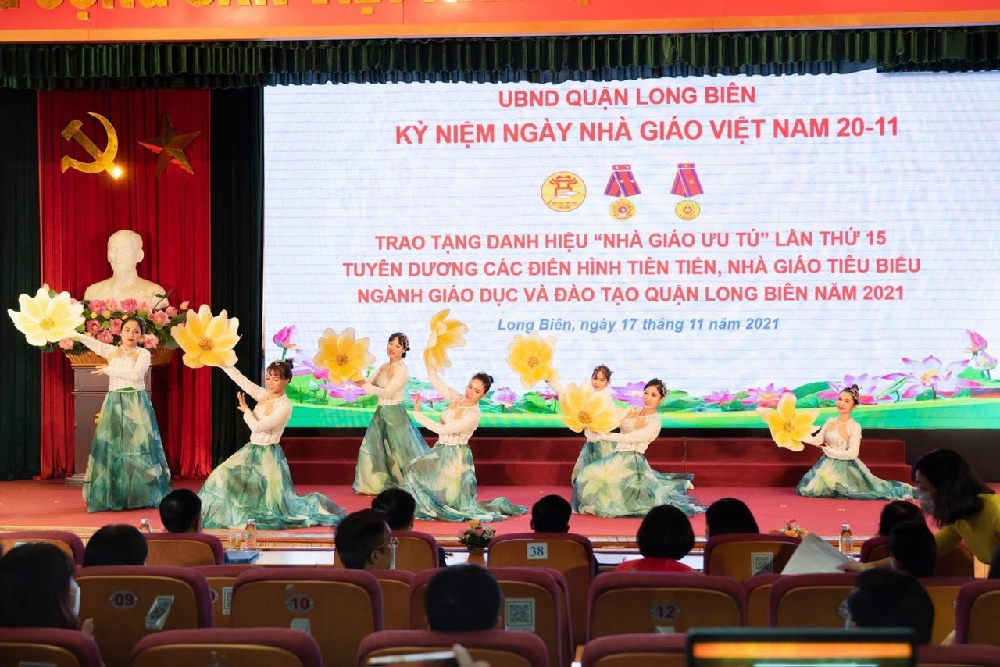 UBND QUẬN LONG BIÊN
KỶ NIỆM NGÀY NHÀ GIÁO VIỆT NAM 20-11
TRAO TẶNG DANH HIỆU “NHÀ GIÁO ƯU TÚ” LẦN THỨ 15
TUYÊN DƯƠNG CÁC ĐIỂN HÌNH TIÊN TIẾN, NHÀ GIÁO TIÊU BIỂU
NGÀNH GIÁO DỤC VÀ ĐÀO TẠO QUẬN LONG BIÊN NĂM 2021
Long Biên, ngày 17 tháng 11 năm 2021
38
09
10
12